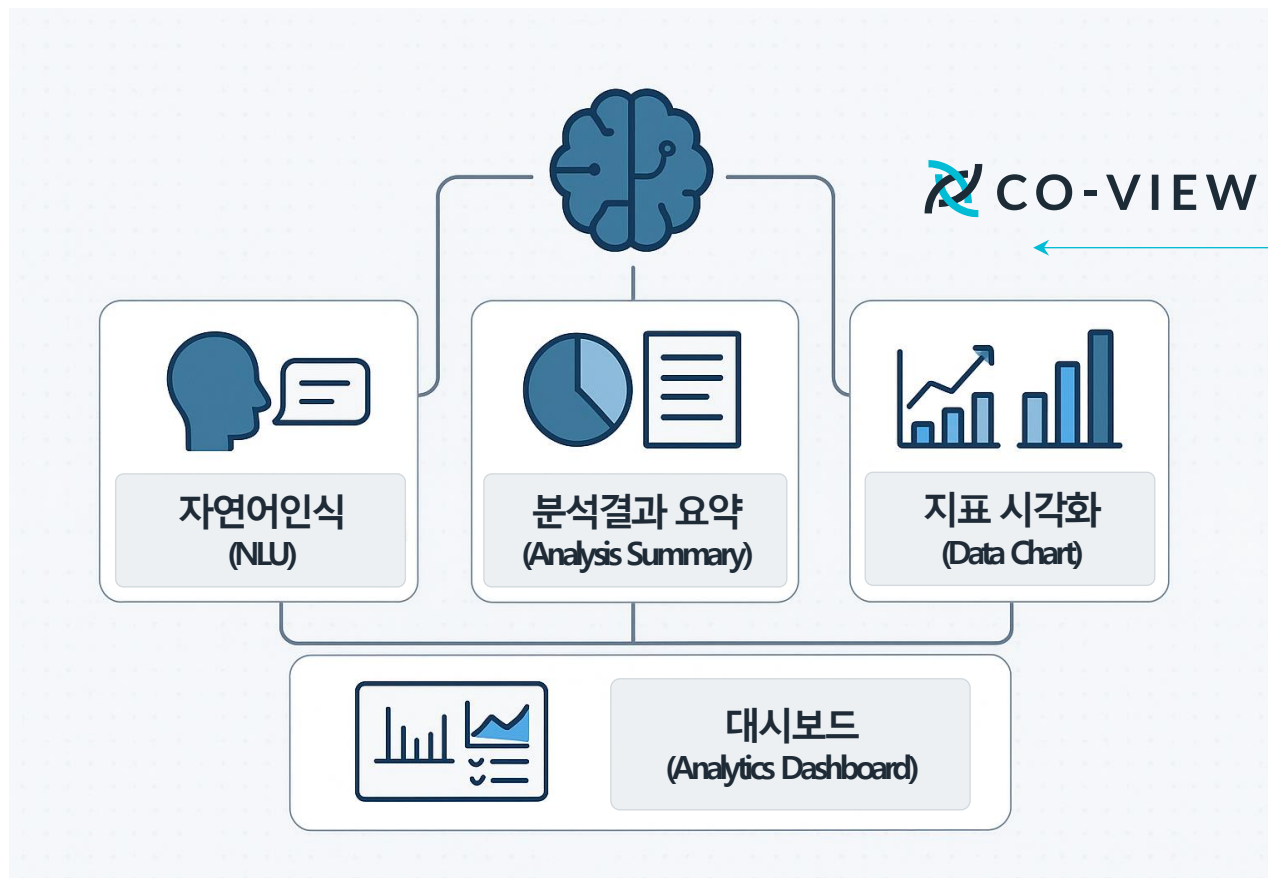 CO-VIEW
자연어인식
(NLU)
분석결과 요약
(Analysis Summary)
지표 시각화
(Data Chart)
대시보드
(Analytics Dashboard)